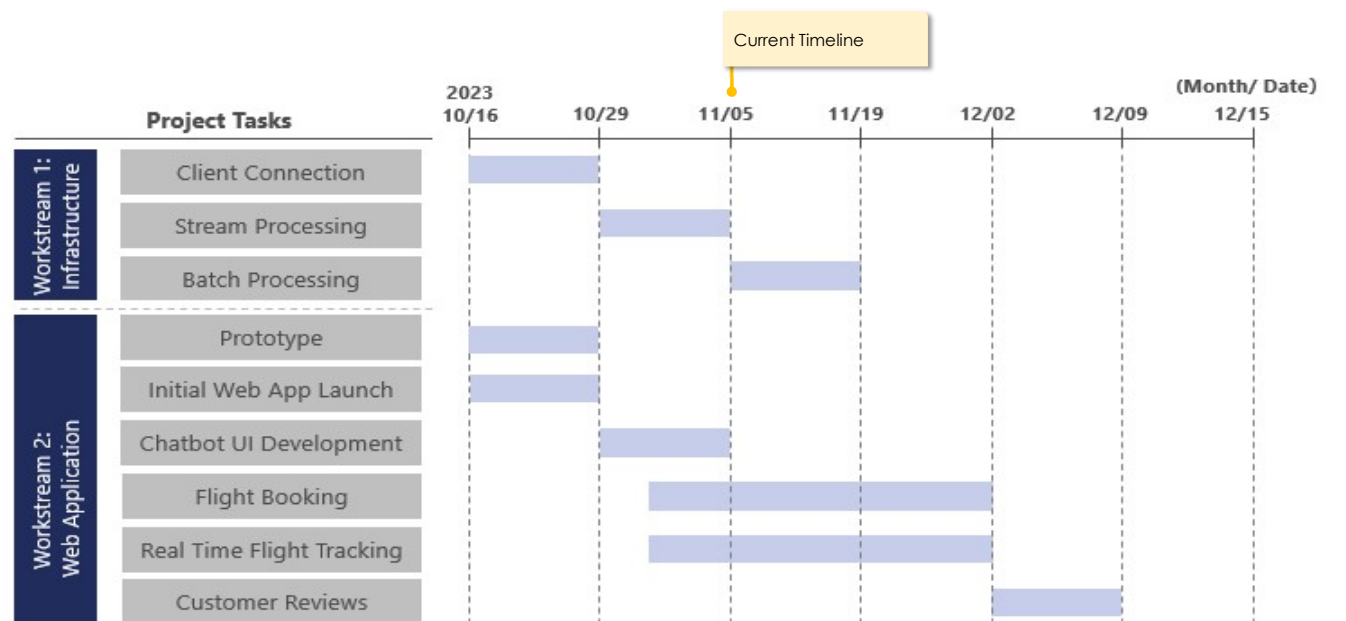 Current Timeline
(Month/ Date)
2023
10/16 10/29 11/05 11/19 12/02 12/09 12/15
Project Tasks
Workstream 1:
Infrastructure
Client Connection
Stream Processing
Batch Processing
Workstream 2:
Web Application
Prototype
Initial Web App Launch
Chatbot UI Development
Flight Booking
Real Time Flight Tracking
Customer Reviews